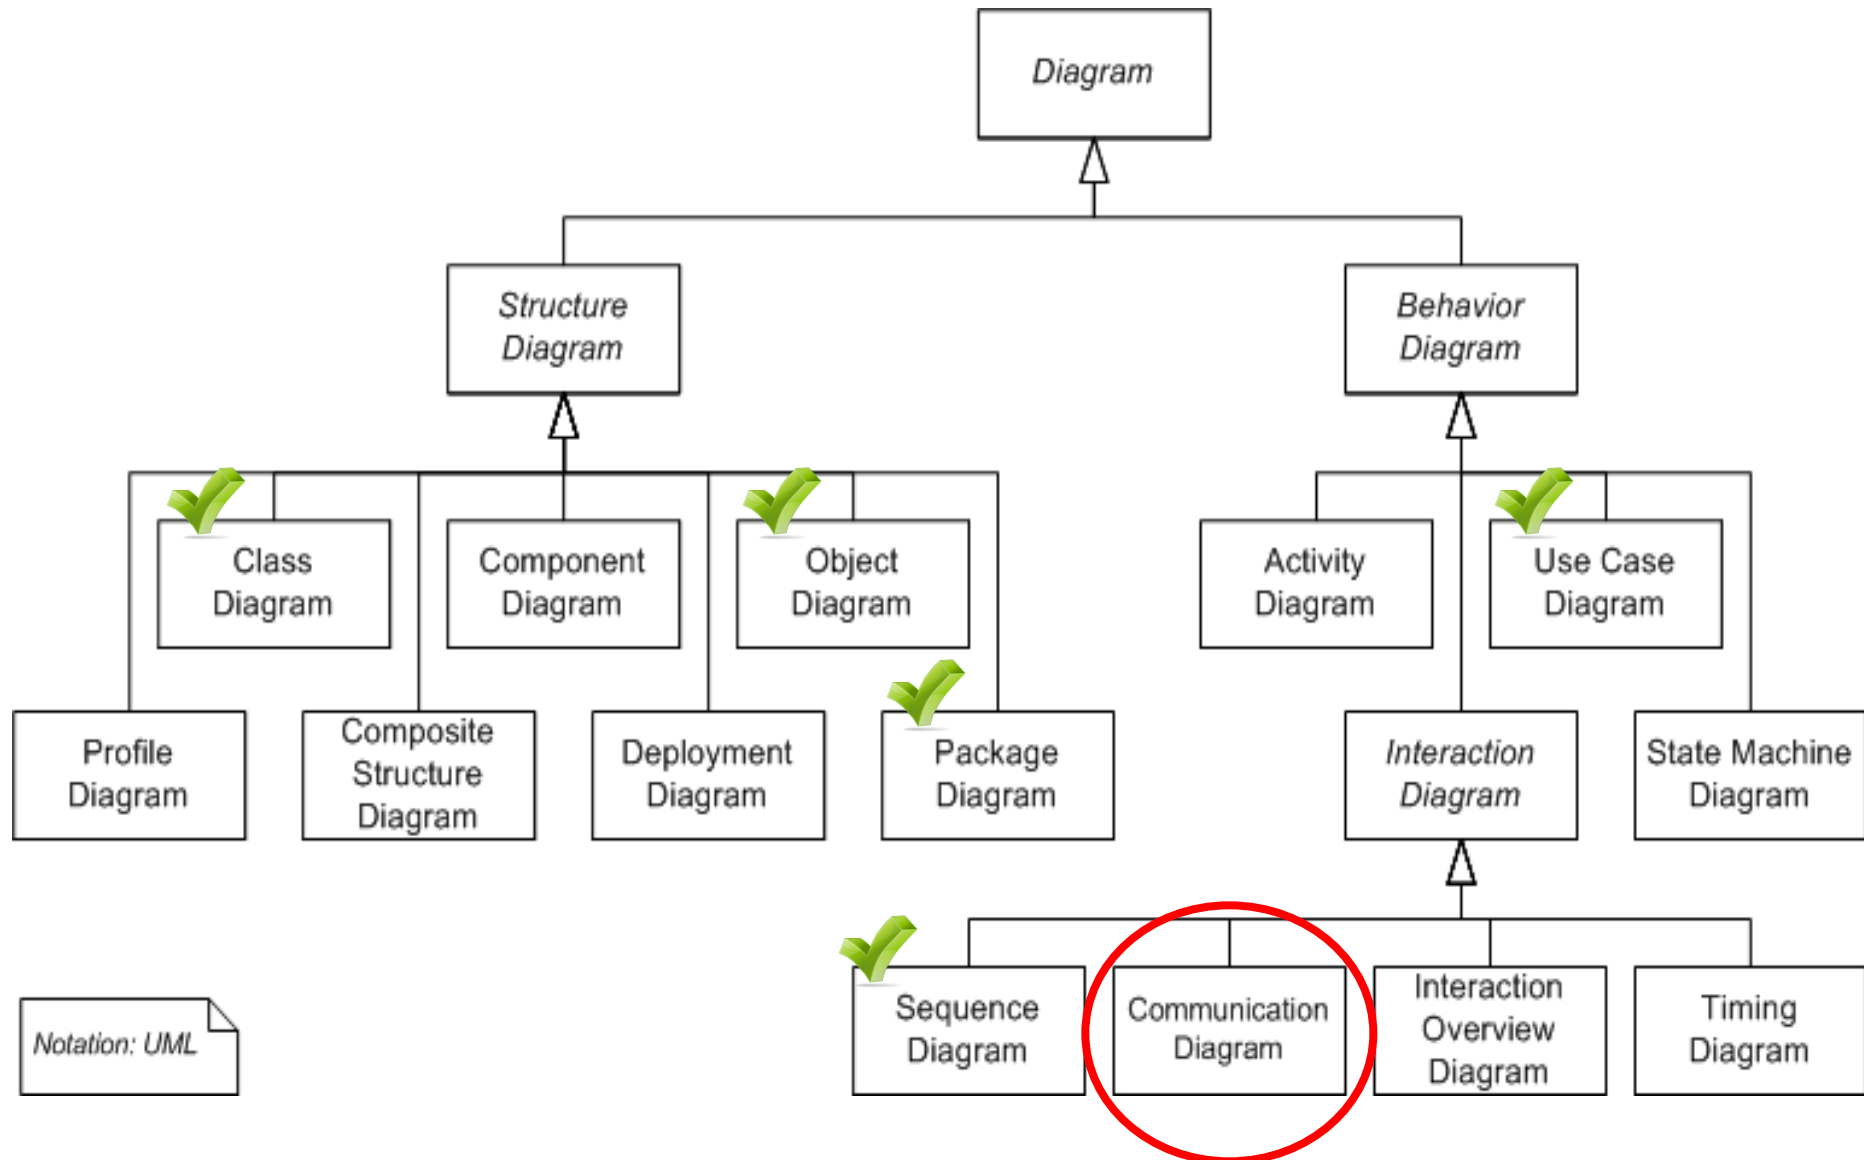 Diagram
Structure
Diagram
Behavior
Diagram
Class
Diagram
Component
Diagram
Object
Diagram
Activity
Diagram
Use Case
Diagram
Profile
Diagram
Composite
Structure
Diagram
Deployment
Diagram
Package
Diagram
Interaction
Diagram
State Machine
Diagram
Sequence
Diagram
Communication
Diagram
Interaction
Overview
Diagram
Timing
Diagram
Notation: UML